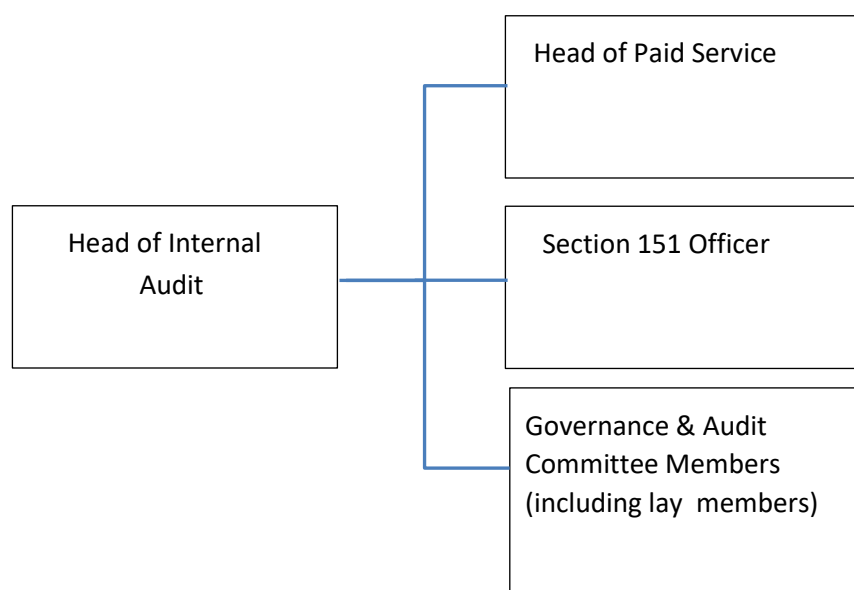 Head of Paid Service
Head of Internal
Audit
Section 151 Officer
Governance & Audit
Committee Members
(including lay  members)